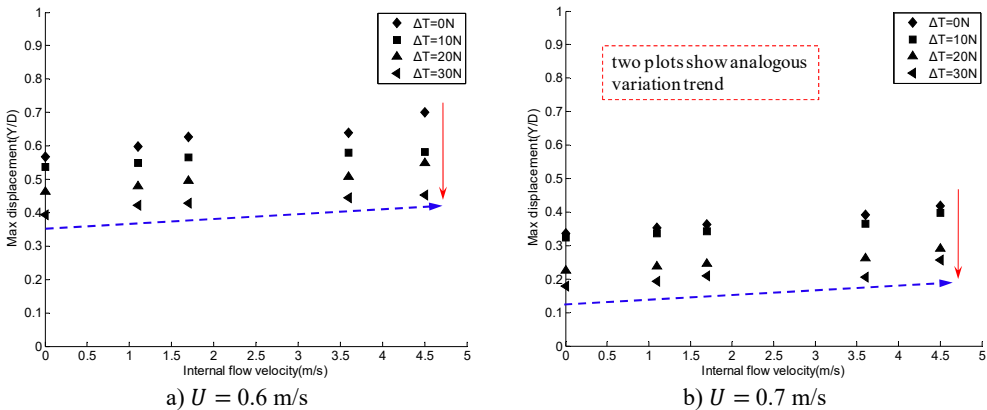 1
0.9
0.8
0.7
0.6
0.5
0.4
0.3
0.2
0.1
0
Max displacement(Y/D)
0 0.5 1 1.5 2 2.5 3 3.5 4 4.5 5
Internal flow velocity(m/s)
ΔT=0N
ΔT=10N
ΔT=20N
ΔT=30N
a) U = 0.6 m/s
1
0.9
0.8
0.7
0.6
0.5
0.4
0.3
0.2
0.1
0
Max displacement(Y/D)
0 0.5 1 1.5 2 2.5 3 3.5 4 4.5 5
Internal flow velocity(m/s)
two plots show analogous
variation trend
ΔT=0N
ΔT=10N
ΔT=20N
ΔT=30N
b) U = 0.7 m/s